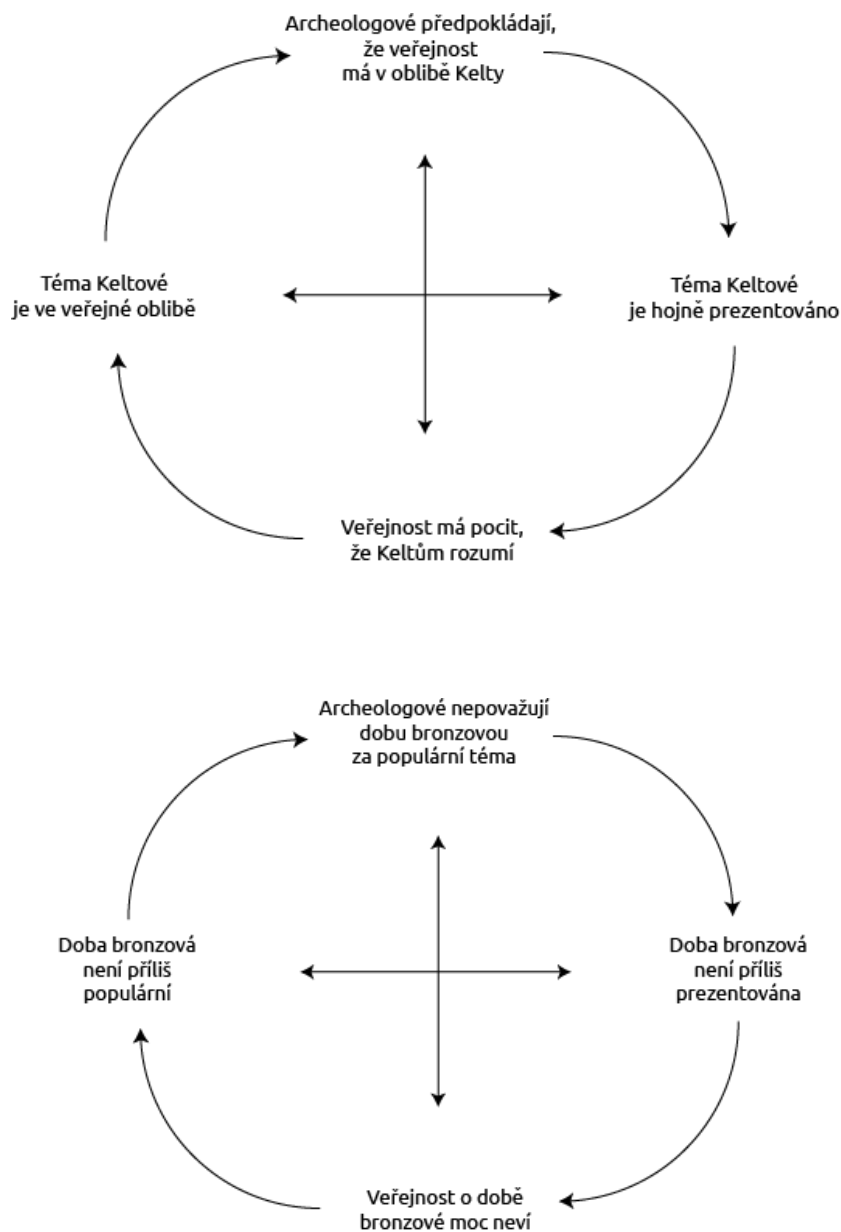 Archeologové předpokládají,
že veřejnost
má v oblibě Kelty
Téma Keltové
je ve veřejné oblibě
Téma Keltové
je hojně prezentováno
Veřejnost má pocit,
že Keltům rozumí
Archeologové nepovažují
dobu bronzovou
za populární téma
Doba bronzová
není příliš
populární
Doba bronzová
není příliš
prezentována
Veřejnost o době
bronzové moc neví